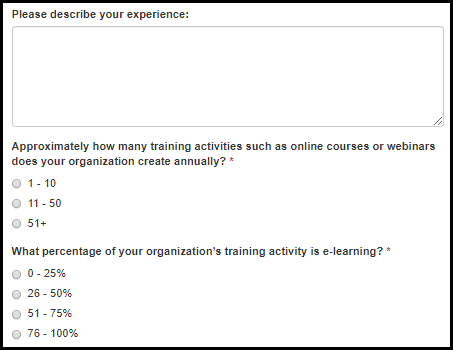 Please describe your experience:
Approximately how many training activities such as online courses or webinars
does your organization create annually? *
1 - 10
11 - 50
51+
What percentage of your organization's training activity is e-learning? *
0 - 25%
26 - 50%
51 - 75%
76 - 100%